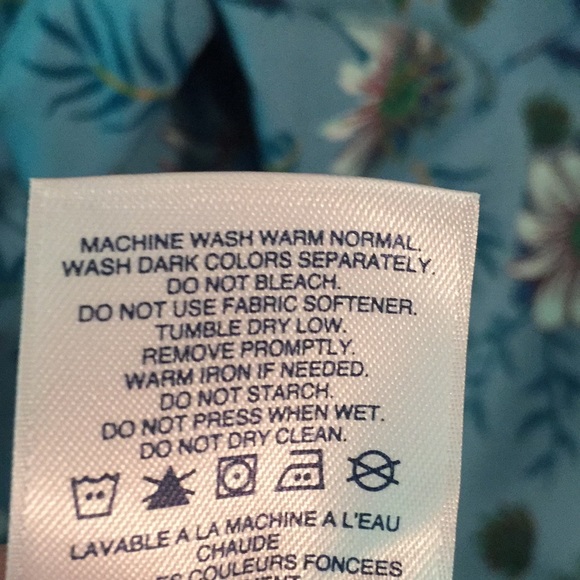 MACHINE WASH WARM NORMAL.
WASH DARK COLORS SEPARATELY.
DO NOT BLEACH.
DO NOT USE FABRIC SOFTENER.
TUMBLE DRY LOW.
REMOVE PROMPTLY.
WARM IRON IF NEEDED.
DO NOT STARCH.
DO NOT PRESS WHEN WET.
DO NOT DRY CLEAN.
LAVABLE A LA MACHINE A L'EAU
CHAUDE
COULEURS FONCEES